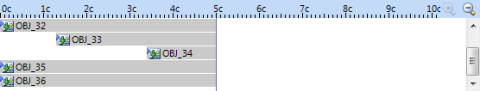 0c 1c 2c 3c 4c 5c 6c 7c 8c 9c 10c
OBJ_32
OBJ_33
OBJ_34
OBJ_35
OBJ_36